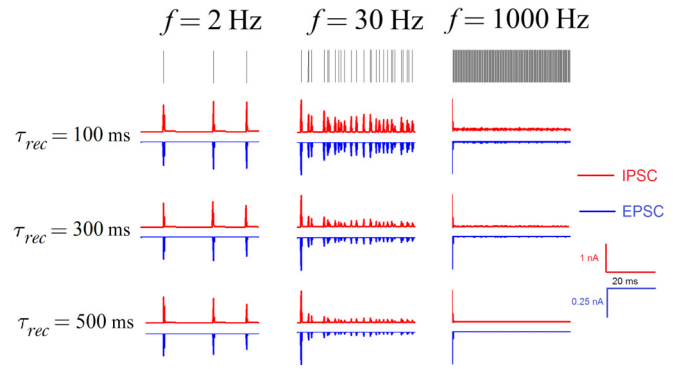 f = 2 Hz f = 30 Hz f = 1000 Hz
τrec = 100 ms
IPSC
τrec = 300 ms
EPSC
1 nA
20 ms
0.25 nA
τrec = 500 ms